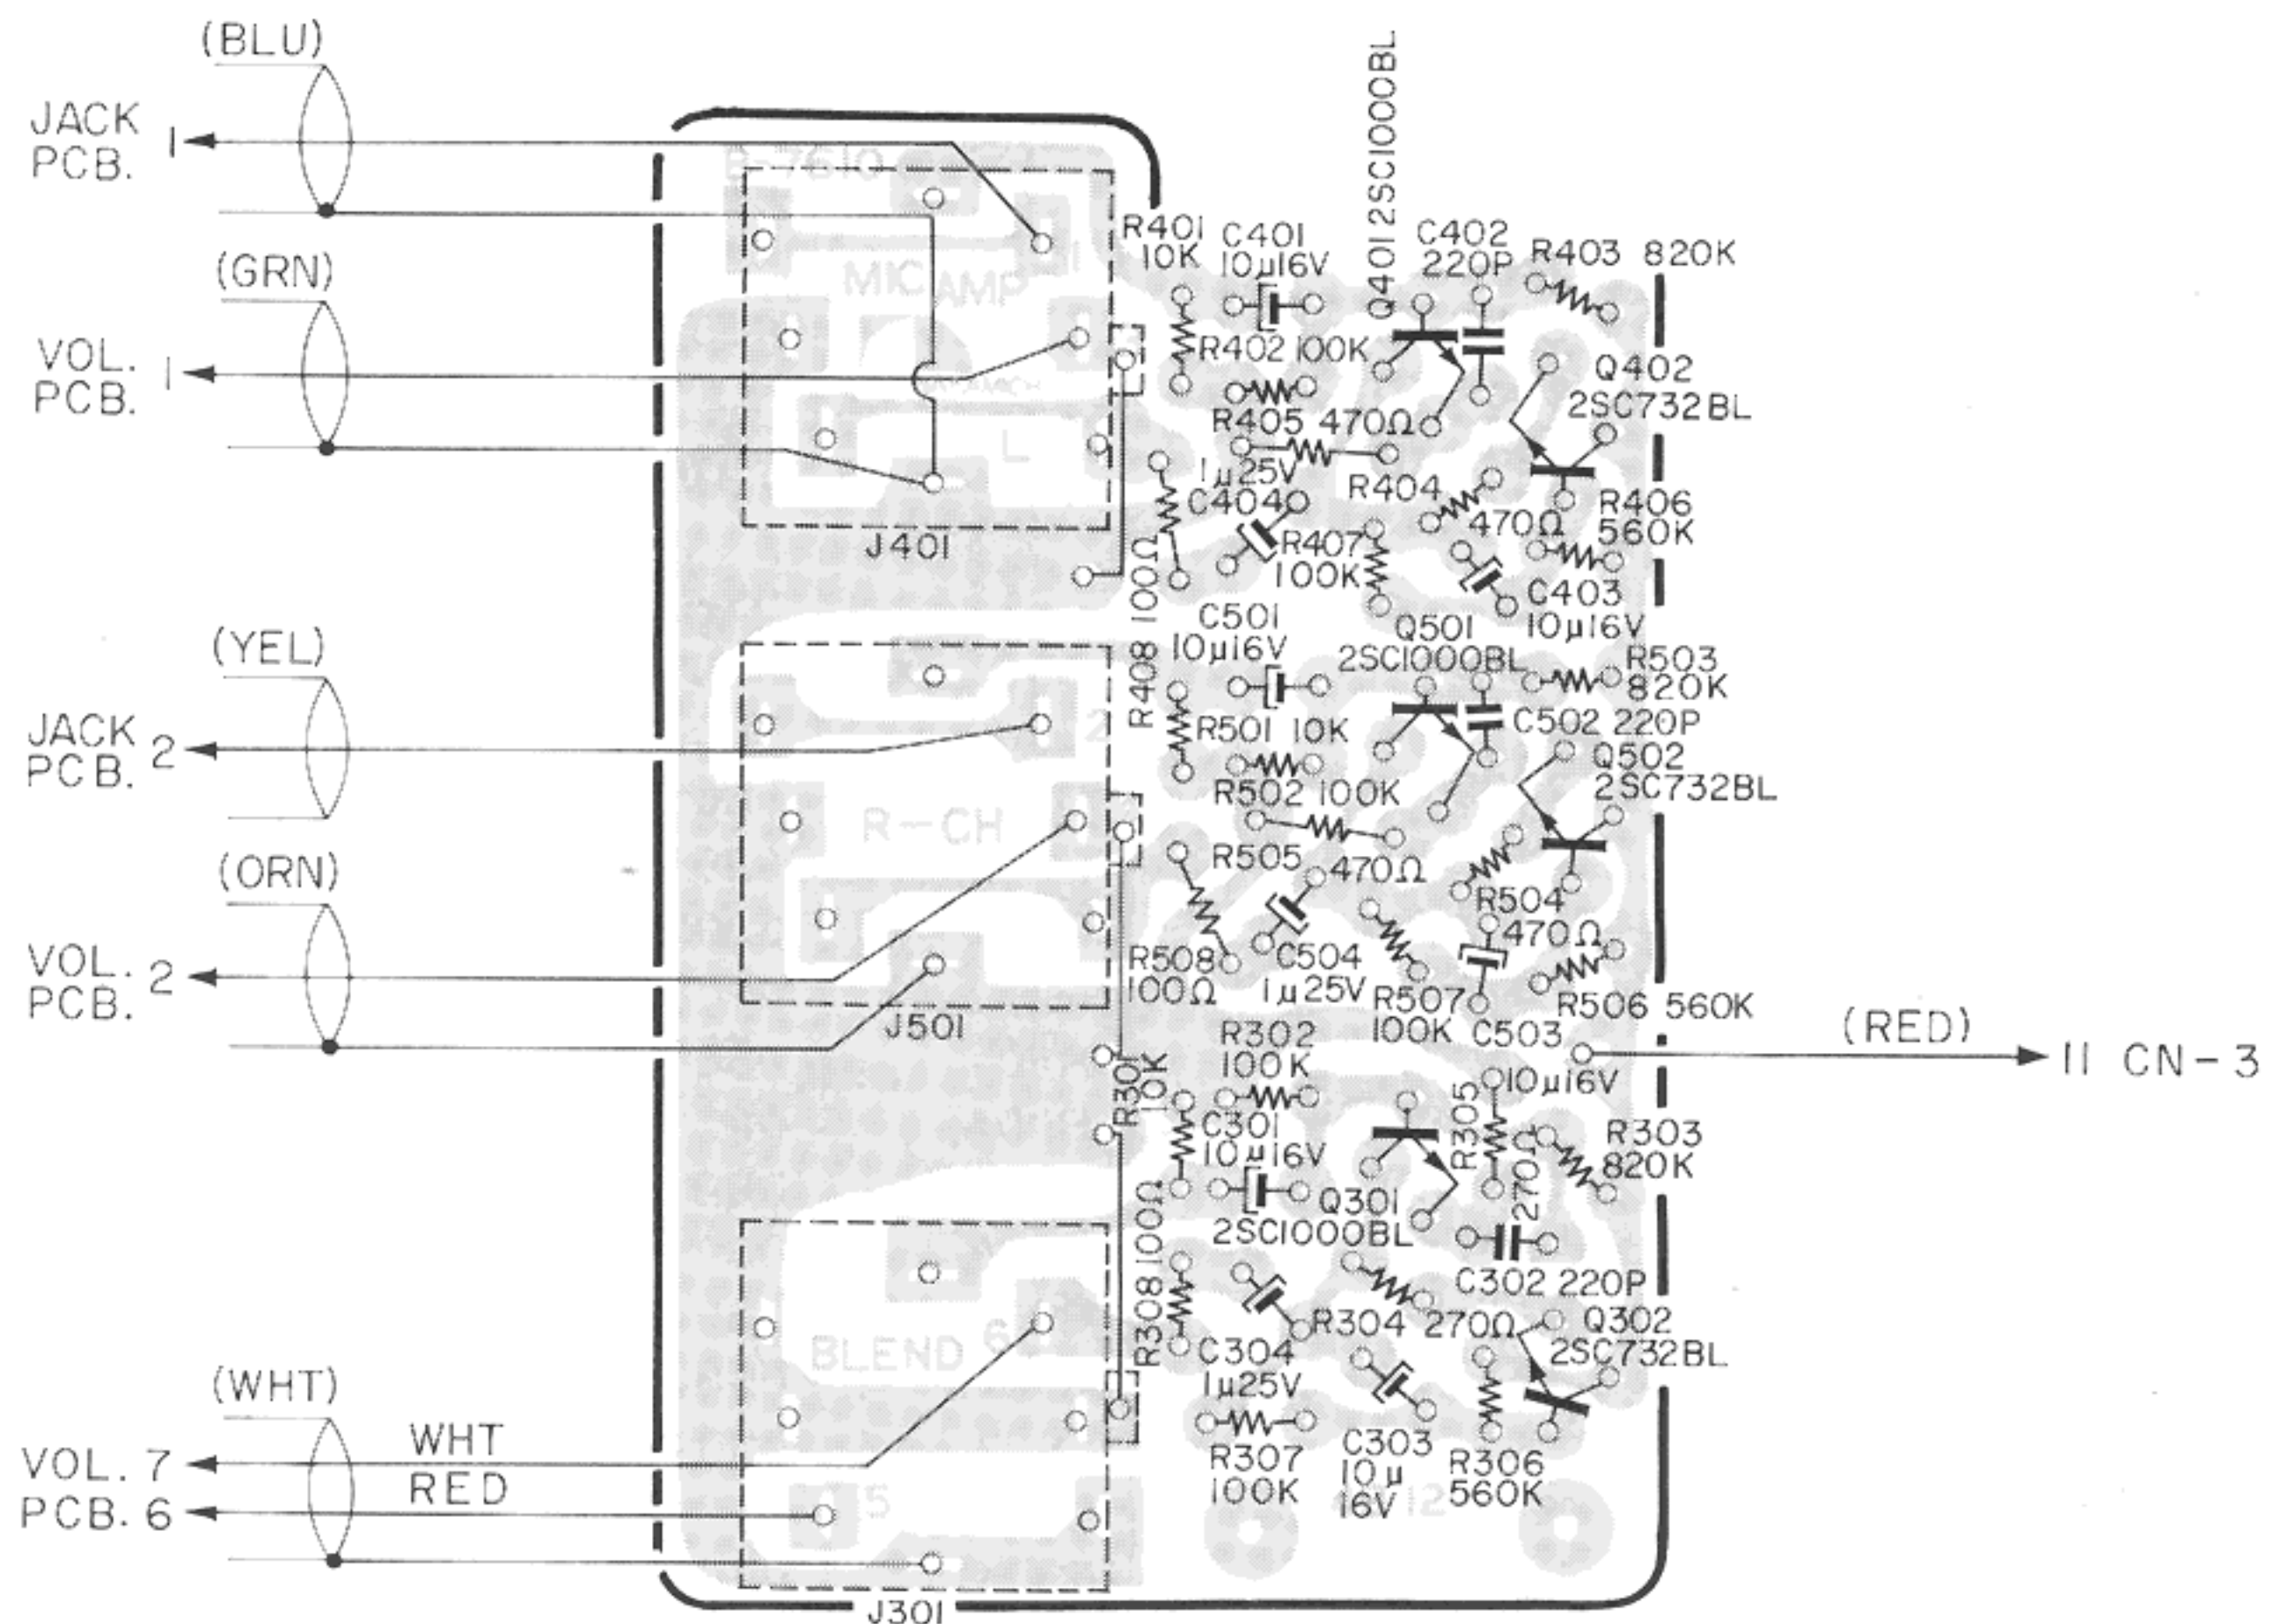 (BLU)
JACK 1
PCB.
(GRN)
VOL. 1
PCB.
(YEL)
JACK 2
PCB.
(ORN)
VOL. 2
PCB.
(WHT)
VOL. 7
PCB. 6
WHT
RED
B-7610
MIC AMP
1
L
J401
2
R-CH
J501
BLEND 6
5
J301
Q401 2SC1000BL
R401
10K
C401
10µ16V
C402
220P
R403 820K
R402 100K
Q402
2SC732BL
R405 470Ω
1µ25V
C404
R404
470Ω
R406
560K
R407
100K
R408 100Ω
C403
10µ16V
C501
10µ16V
Q501
2SC1000BL
R503
820K
R501 10K
C502 220P
Q502
2SC732BL
R502 100K
R505
470Ω
R504
470Ω
R508
100Ω
C504
1µ25V
R507
100K
R506 560K
C503
10µ16V
(RED)
11 CN-3
R302
100K
R301
10K
C301
10µ16V
R305
270Ω
R303
820K
Q301
2SC1000BL
R308 100Ω
C302 220P
R304 270Ω
Q302
2SC732BL
C304
1µ25V
R307
100K
C303
10µ
16V
R306
560K
12